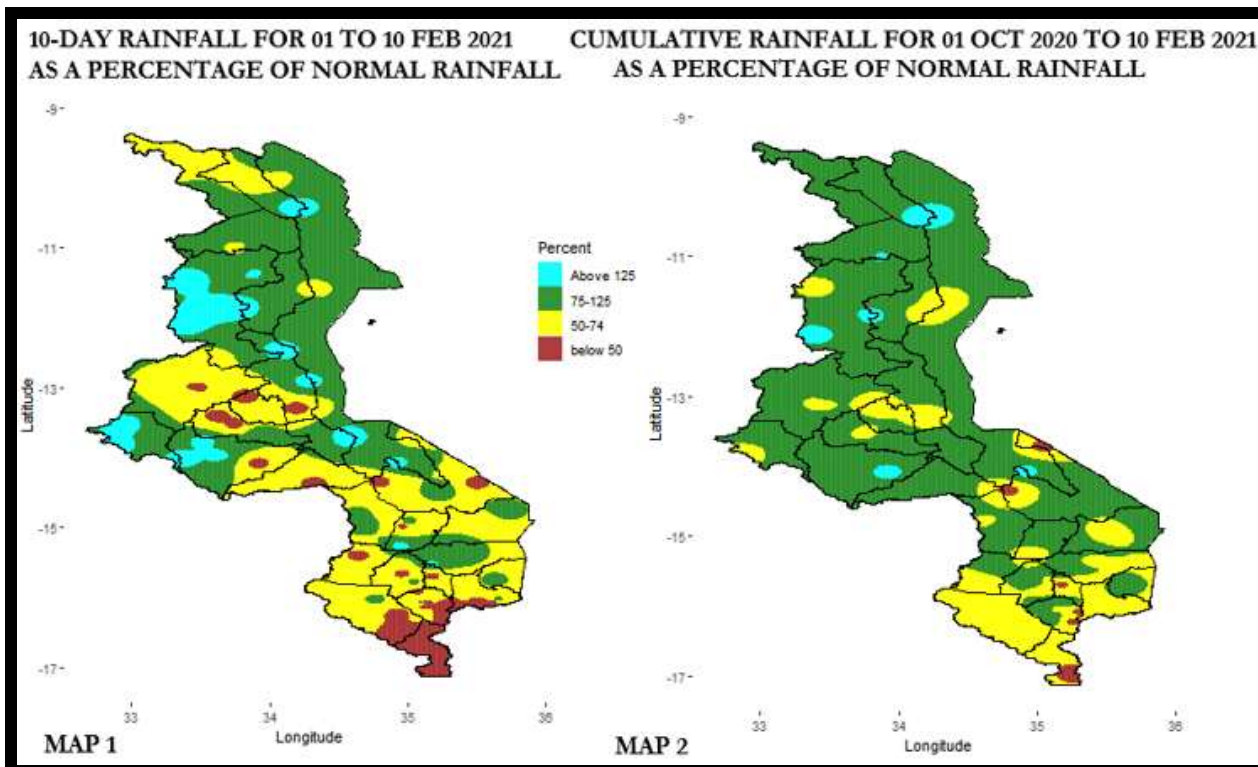 10-DAY RAINFALL FOR 01 TO 10 FEB 2021
AS A PERCENTAGE OF NORMAL RAINFALL
CUMULATIVE RAINFALL FOR 01 OCT 2020 TO 10 FEB 2021
AS A PERCENTAGE OF NORMAL RAINFALL
-9
-11
-13
-15
-17
Latitude
33
34
35
36
Longitude
MAP 1
Percent
Above 125
75-125
50-74
below 50
-9
-11
-13
-15
-17
Latitude
33
34
35
36
Longitude
MAP 2